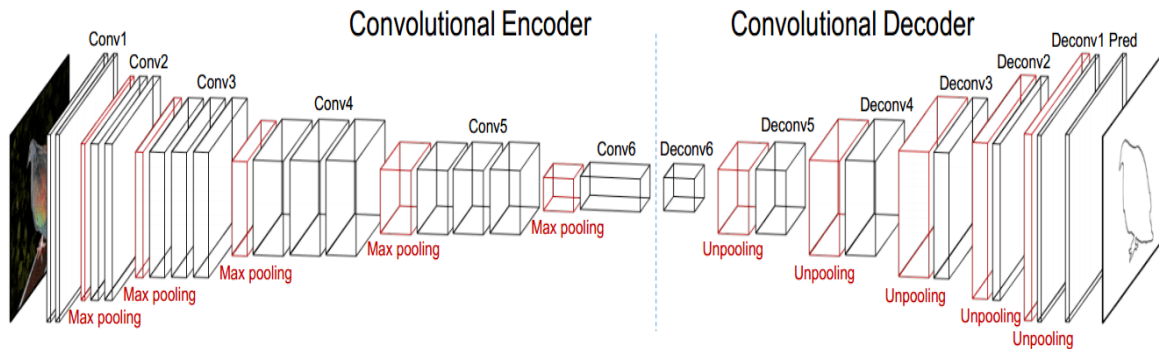 Convolutional Encoder
Convolutional Decoder
Conv1
Conv2
Conv3
Conv4
Conv5
Conv6
Deconv6
Deconv5
Deconv4
Deconv3
Deconv2
Deconv1 Pred
Max pooling
Max pooling
Max pooling
Max pooling
Max pooling
Unpooling
Unpooling
Unpooling
Unpooling
Unpooling